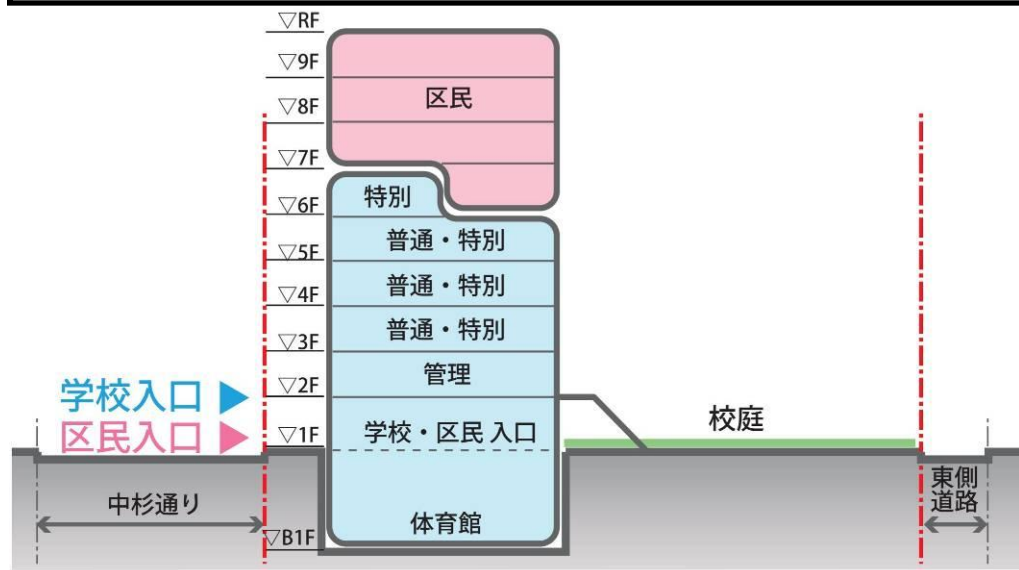 ▽RF
▽9F
区民
▽8F
▽7F
特別
▽6F
普通・特別
▽5F
普通・特別
▽4F
普通・特別
▽3F
管理
学校入口 ▶
▽2F
区民入口 ▶
▽1F
学校・区民 入口
校庭
中杉通り
東側
道路
体育館
▽B1F